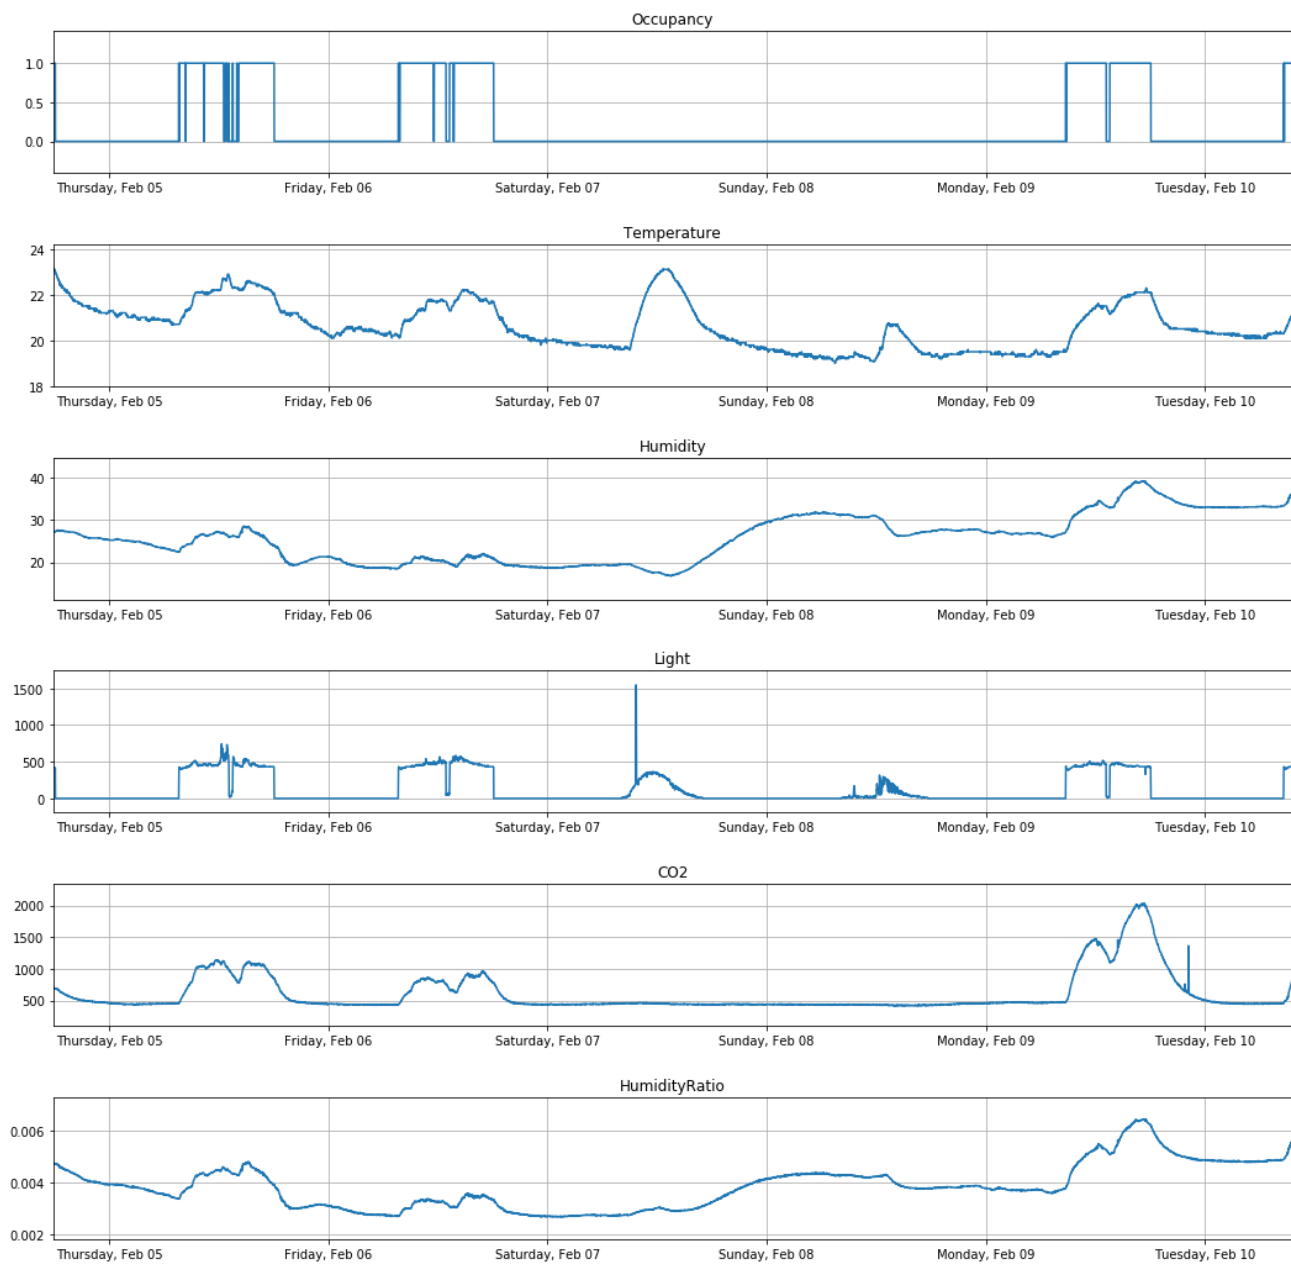 Occupancy
1.0
0.5
0.0
Thursday, Feb 05 Friday, Feb 06 Saturday, Feb 07 Sunday, Feb 08 Monday, Feb 09 Tuesday, Feb 10
Temperature
24
22
20
18
Thursday, Feb 05 Friday, Feb 06 Saturday, Feb 07 Sunday, Feb 08 Monday, Feb 09 Tuesday, Feb 10
Humidity
40
30
20
Thursday, Feb 05 Friday, Feb 06 Saturday, Feb 07 Sunday, Feb 08 Monday, Feb 09 Tuesday, Feb 10
Light
1500
1000
500
0
Thursday, Feb 05 Friday, Feb 06 Saturday, Feb 07 Sunday, Feb 08 Monday, Feb 09 Tuesday, Feb 10
CO2
2000
1500
1000
500
Thursday, Feb 05 Friday, Feb 06 Saturday, Feb 07 Sunday, Feb 08 Monday, Feb 09 Tuesday, Feb 10
HumidityRatio
0.006
0.004
0.002
Thursday, Feb 05 Friday, Feb 06 Saturday, Feb 07 Sunday, Feb 08 Monday, Feb 09 Tuesday, Feb 10